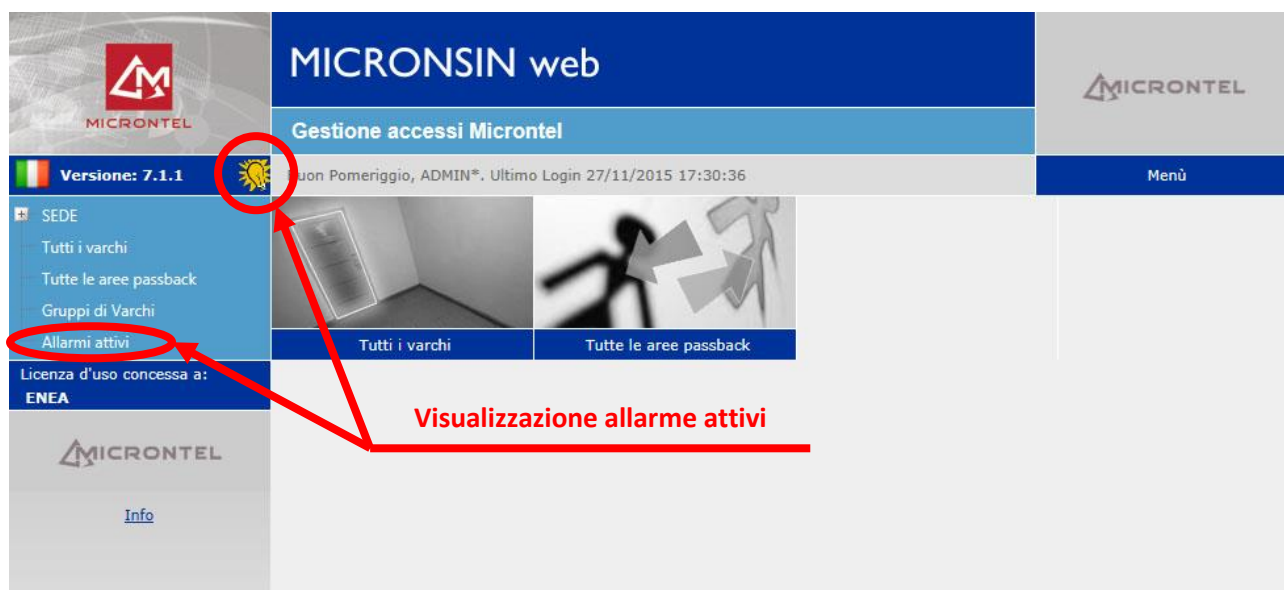 MICRONTEL
MICRONSIN web
Gestione accessi Microntel
MICRONTEL
Versione: 7.1.1
Buon Pomeriggio, ADMIN*. Ultimo Login 27/11/2015 17:30:36
Menù
SEDE
Tutti i varchi
Tutte le aree passback
Gruppi di Varchi
Allarmi attivi
Tutti i varchi
Tutte le aree passback
Licenza d'uso concessa a:
ENEA
Visualizzazione allarme attivi
MICRONTEL
Info